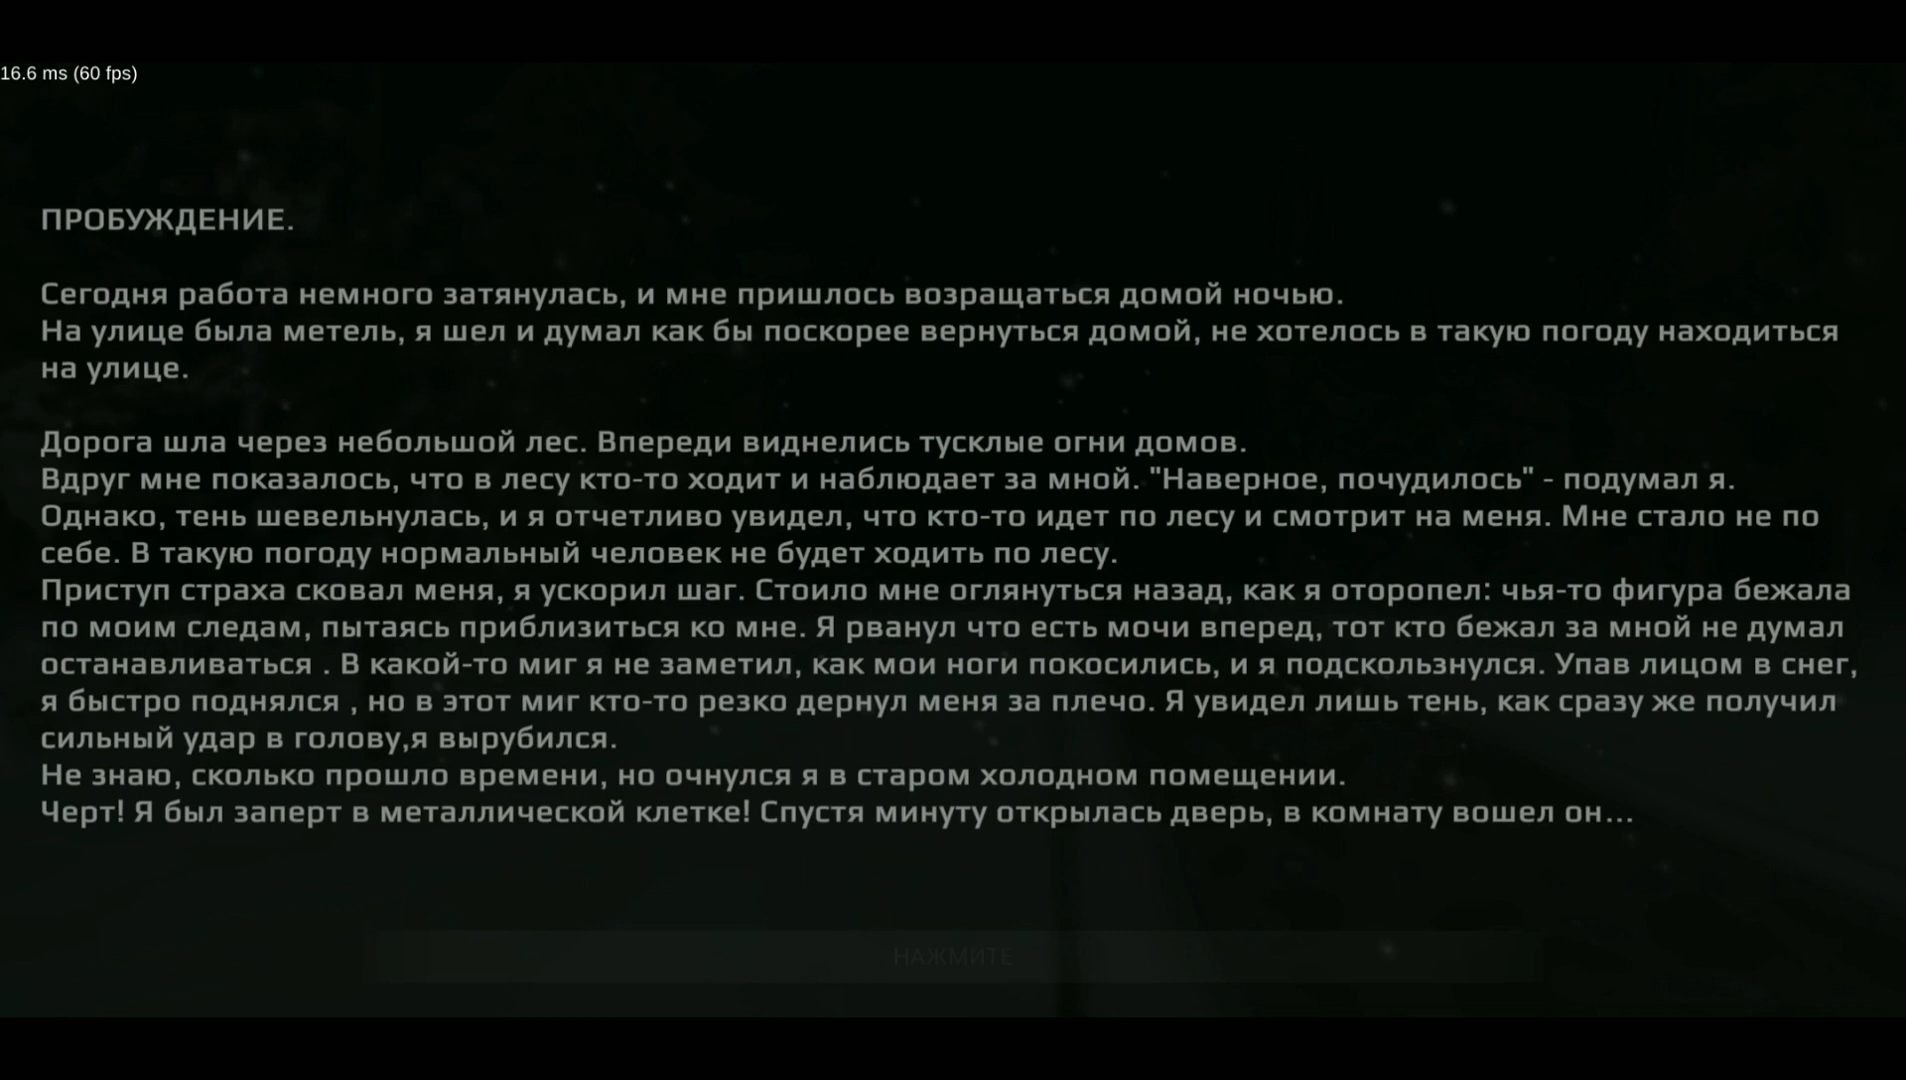 16.6 ms (60 fps)
ПРОБУЖДЕНИЕ.
Сегодня работа немного затянулась, и мне пришлось возращаться домой ночью.
На улице была метель, я шел и думал как бы поскорее вернуться домой, не хотелось в такую погоду находиться
на улице.
Дорога шла через небольшой лес. Впереди виднелись тусклые огни домов.
Вдруг мне показалось, что в лесу кто-то ходит и наблюдает за мной. "Наверное, почудилось" - подумал я.
Однако, тень шевельнулась, и я отчетливо увидел, что кто-то идет по лесу и смотрит на меня. Мне стало не по
себе. В такую погоду нормальный человек не будет ходить по лесу.
Приступ страха сковал меня, я ускорил шаг. Стоило мне оглянуться назад, как я оторопел: чья-то фигура бежала
по моим следам, пытаясь приблизиться ко мне. Я рванул что есть мочи вперед, тот кто бежал за мной не думал
останавливаться . В какой-то миг я не заметил, как мои ноги покосились, и я подскользнулся. Упав лицом в снег,
я быстро поднялся , но в этот миг кто-то резко дернул меня за плечо. Я увидел лишь тень, как сразу же получил
сильный удар в голову,я вырубился.
Не знаю, сколько прошло времени, но очнулся я в старом холодном помещении.
Черт! Я был заперт в металлической клетке! Спустя минуту открылась дверь, в комнату вошел он...
НАЖМИТЕ